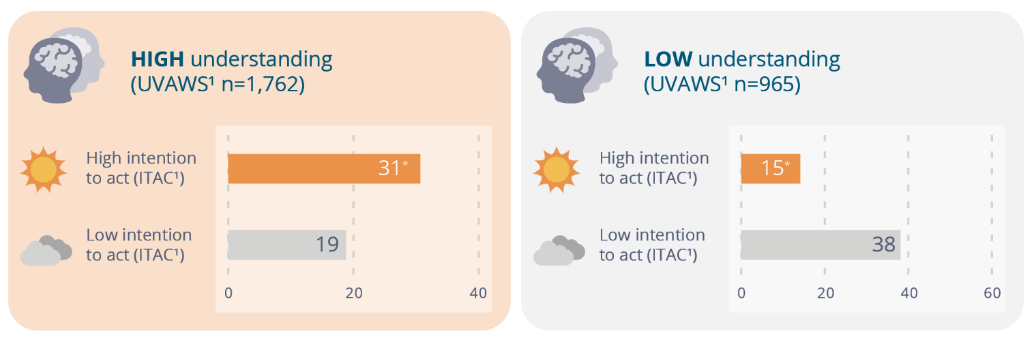 HIGH understanding
(UVAWS¹ n=1,762)
High intention
to act (ITAC¹)
31*
Low intention
to act (ITAC¹)
19
0 20 40
LOW understanding
(UVAWS¹ n=965)
High intention
to act (ITAC¹)
15*
Low intention
to act (ITAC¹)
38
0 20 40 60